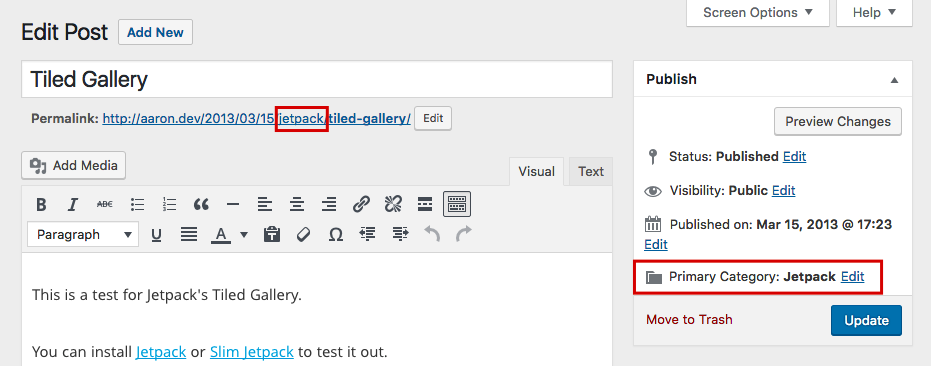 Screen Options ▼ Help ▼
Edit Post Add New
Tiled Gallery
Permalink: http://aaron.dev/2013/03/15/jetpack/tiled-gallery/ Edit
Add Media
Visual Text
B I ABC
Paragraph U A
This is a test for Jetpack's Tiled Gallery.
You can install Jetpack or Slim Jetpack to test it out.
Publish
Preview Changes
Status: Published Edit
Visibility: Public Edit
Published on: Mar 15, 2013 @ 17:23
Edit
Primary Category: Jetpack Edit
Move to Trash Update